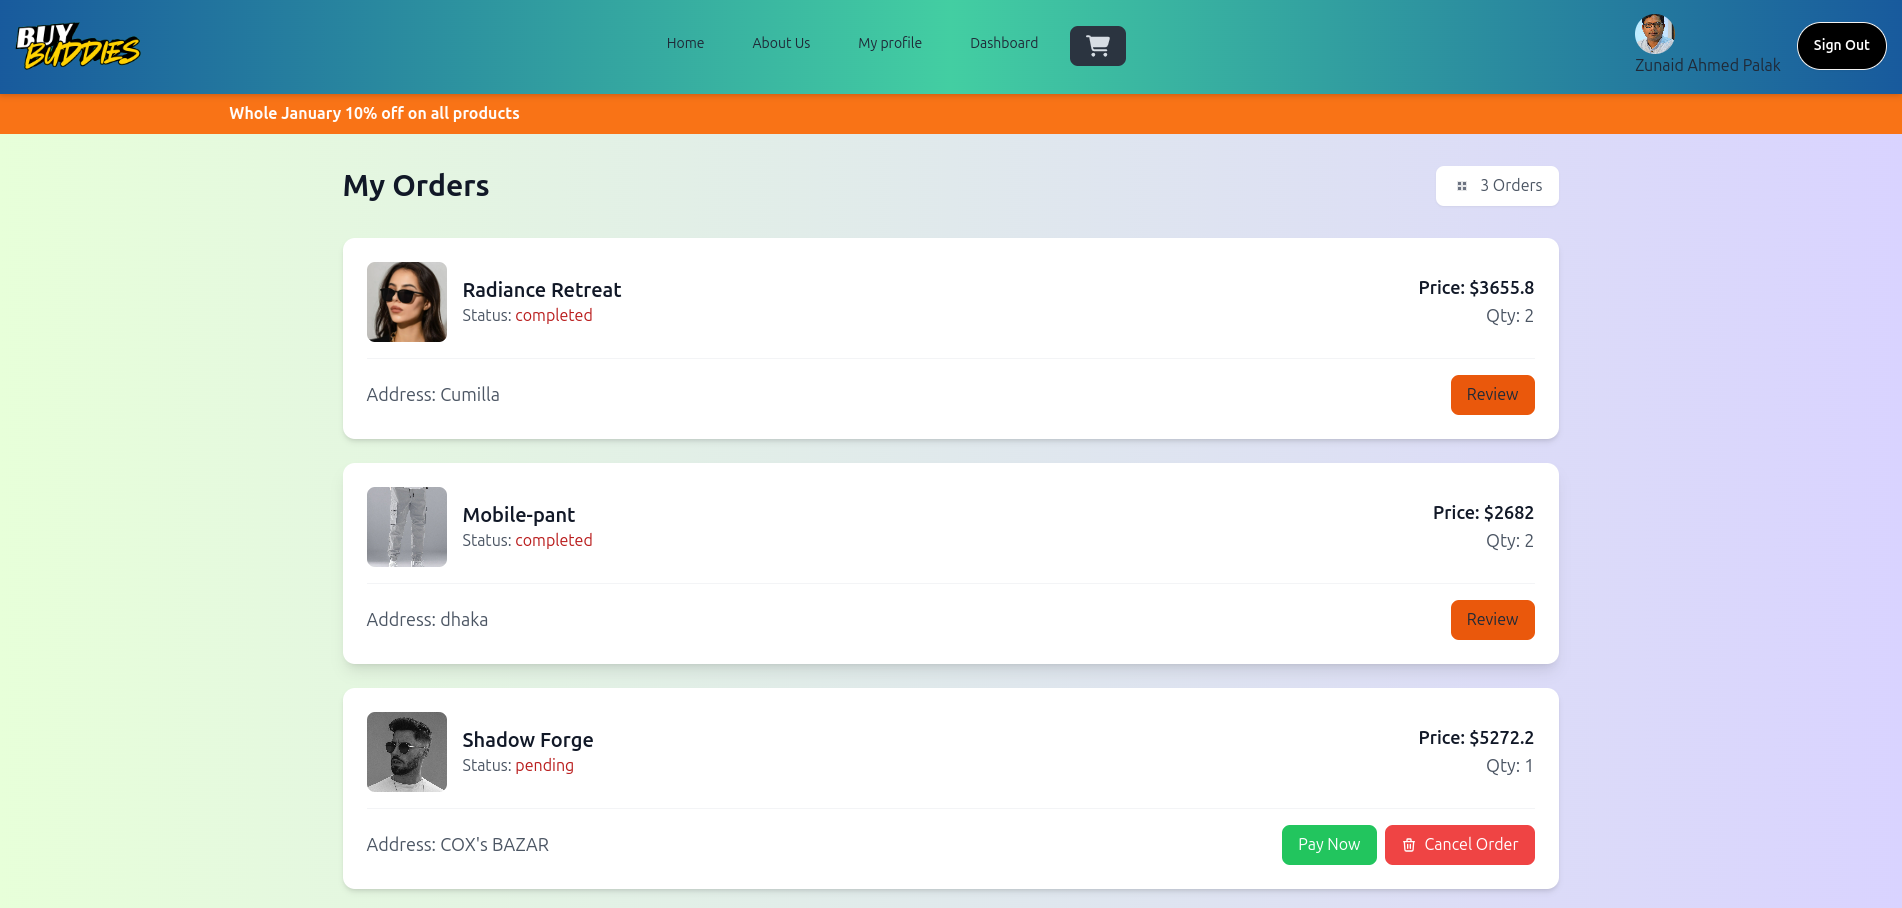 BUY
BUDDIES
Home
About Us
My profile
Dashboard
Zunaid Ahmed Palak
Sign Out
Whole January 10% off on all products
My Orders
3 Orders
Radiance Retreat
Status: completed
Price: $3655.8
Qty: 2
Address: Cumilla
Review
Mobile-pant
Status: completed
Price: $2682
Qty: 2
Address: dhaka
Review
Shadow Forge
Status: pending
Price: $5272.2
Qty: 1
Address: COX's BAZAR
Pay Now
Cancel Order